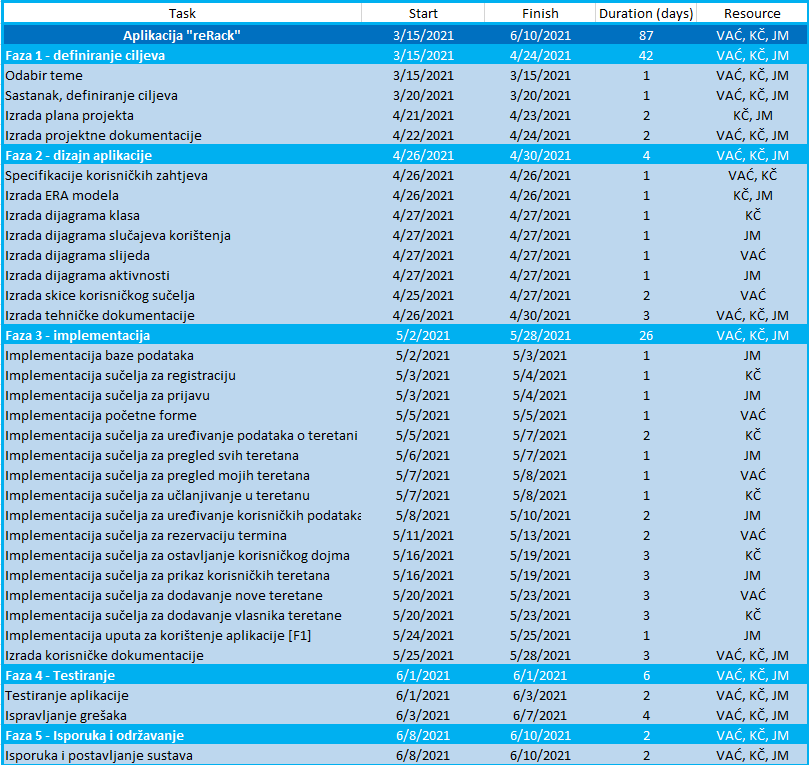 Task Start Finish Duration (days) Resource
Aplikacija "reRack" 3/15/2021 6/10/2021 87 VAĆ, KČ, JM
Faza 1 - definiranje ciljeva 3/15/2021 4/24/2021 42 VAĆ, KČ, JM
Odabir teme 3/15/2021 3/15/2021 1 VAĆ, KČ, JM
Sastanak, definiranje ciljeva 3/20/2021 3/20/2021 1 VAĆ, KČ, JM
Izrada plana projekta 4/21/2021 4/23/2021 2 KČ, JM
Izrada projektne dokumentacije 4/22/2021 4/24/2021 2 VAĆ, KČ, JM
Faza 2 - dizajn aplikacije 4/26/2021 4/30/2021 4 VAĆ, KČ, JM
Specifikacije korisničkih zahtjeva 4/26/2021 4/26/2021 1 VAĆ, KČ
Izrada ERA modela 4/26/2021 4/26/2021 1 KČ, JM
Izrada dijagrama klasa 4/27/2021 4/27/2021 1 KČ
Izrada dijagrama slučajeva korištenja 4/27/2021 4/27/2021 1 JM
Izrada dijagrama slijeda 4/27/2021 4/27/2021 1 VAĆ
Izrada dijagrama aktivnosti 4/27/2021 4/27/2021 1 JM
Izrada skice korisničkog sučelja 4/25/2021 4/27/2021 2 VAĆ
Izrada tehničke dokumentacije 4/26/2021 4/30/2021 3 VAĆ, KČ, JM
Faza 3 - implementacija 5/2/2021 5/28/2021 26 VAĆ, KČ, JM
Implementacija baze podataka 5/2/2021 5/3/2021 1 JM
Implementacija sučelja za registraciju 5/3/2021 5/4/2021 1 KČ
Implementacija sučelja za prijavu 5/3/2021 5/4/2021 1 JM
Implementacija početne forme 5/5/2021 5/5/2021 1 VAĆ
Implementacija sučelja za uređivanje podataka o teretani 5/5/2021 5/7/2021 2 KČ
Implementacija sučelja za pregled svih teretana 5/6/2021 5/7/2021 1 JM
Implementacija sučelja za pregled mojih teretana 5/7/2021 5/8/2021 1 VAĆ
Implementacija sučelja za učlanjivanje u teretanu 5/7/2021 5/8/2021 1 KČ
Implementacija sučelja za uređivanje korisničkih podataka 5/8/2021 5/10/2021 2 JM
Implementacija sučelja za rezervaciju termina 5/11/2021 5/13/2021 2 VAĆ
Implementacija sučelja za ostavljanje korisničkog dojma 5/16/2021 5/19/2021 3 KČ
Implementacija sučelja za prikaz korisničkih teretana 5/16/2021 5/19/2021 3 JM
Implementacija sučelja za dodavanje nove teretane 5/20/2021 5/23/2021 3 VAĆ
Implementacija sučelja za dodavanje vlasnika teretane 5/20/2021 5/23/2021 3 KČ
Implementacija uputa za korištenje aplikacije [F1] 5/24/2021 5/25/2021 1 JM
Izrada korisničke dokumentacije 5/25/2021 5/28/2021 3 VAĆ, KČ, JM
Faza 4 - Testiranje 6/1/2021 6/1/2021 6 VAĆ, KČ, JM
Testiranje aplikacije 6/1/2021 6/3/2021 2 VAĆ, KČ, JM
Ispravljanje grešaka 6/3/2021 6/7/2021 4 VAĆ, KČ, JM
Faza 5 - Isporuka i održavanje 6/8/2021 6/10/2021 2 VAĆ, KČ, JM
Isporuka i postavljanje sustava 6/8/2021 6/10/2021 2 VAĆ, KČ, JM